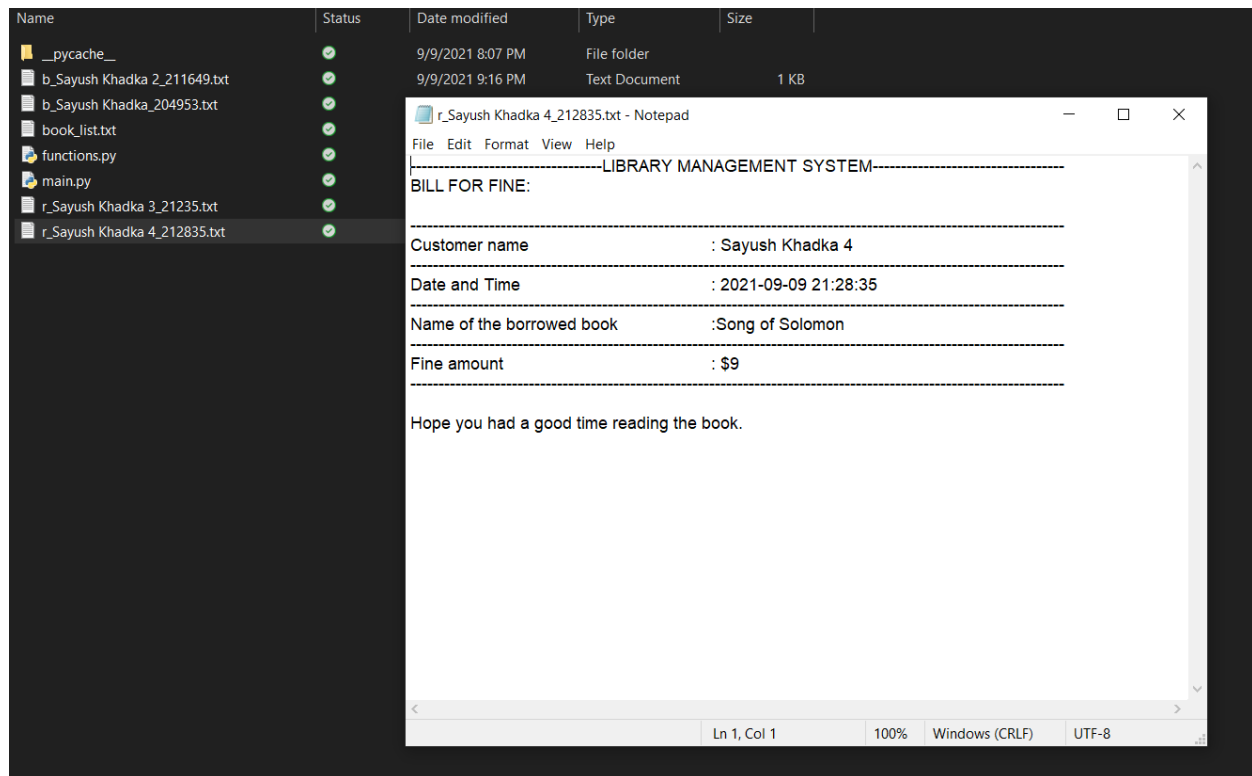 Name Status Date modified Type Size
__pycache__ 9/9/2021 8:07 PM File folder
b_Sayush Khadka 2_211649.txt 9/9/2021 9:16 PM Text Document 1 KB
b_Sayush Khadka_204953.txt
book_list.txt
functions.py
main.py
r_Sayush Khadka 3_21235.txt
r_Sayush Khadka 4_212835.txt
r_Sayush Khadka 4_212835.txt - Notepad
File Edit Format View Help
-----------------------------------LIBRARY MANAGEMENT SYSTEM-----------------------------------
BILL FOR FINE:
------------------------------------------------------------------------------------------------------------------------
Customer name : Sayush Khadka 4
------------------------------------------------------------------------------------------------------------------------
Date and Time : 2021-09-09 21:28:35
------------------------------------------------------------------------------------------------------------------------
Name of the borrowed book :Song of Solomon
------------------------------------------------------------------------------------------------------------------------
Fine amount : $9
------------------------------------------------------------------------------------------------------------------------
Hope you had a good time reading the book.
Ln 1, Col 1 100% Windows (CRLF) UTF-8